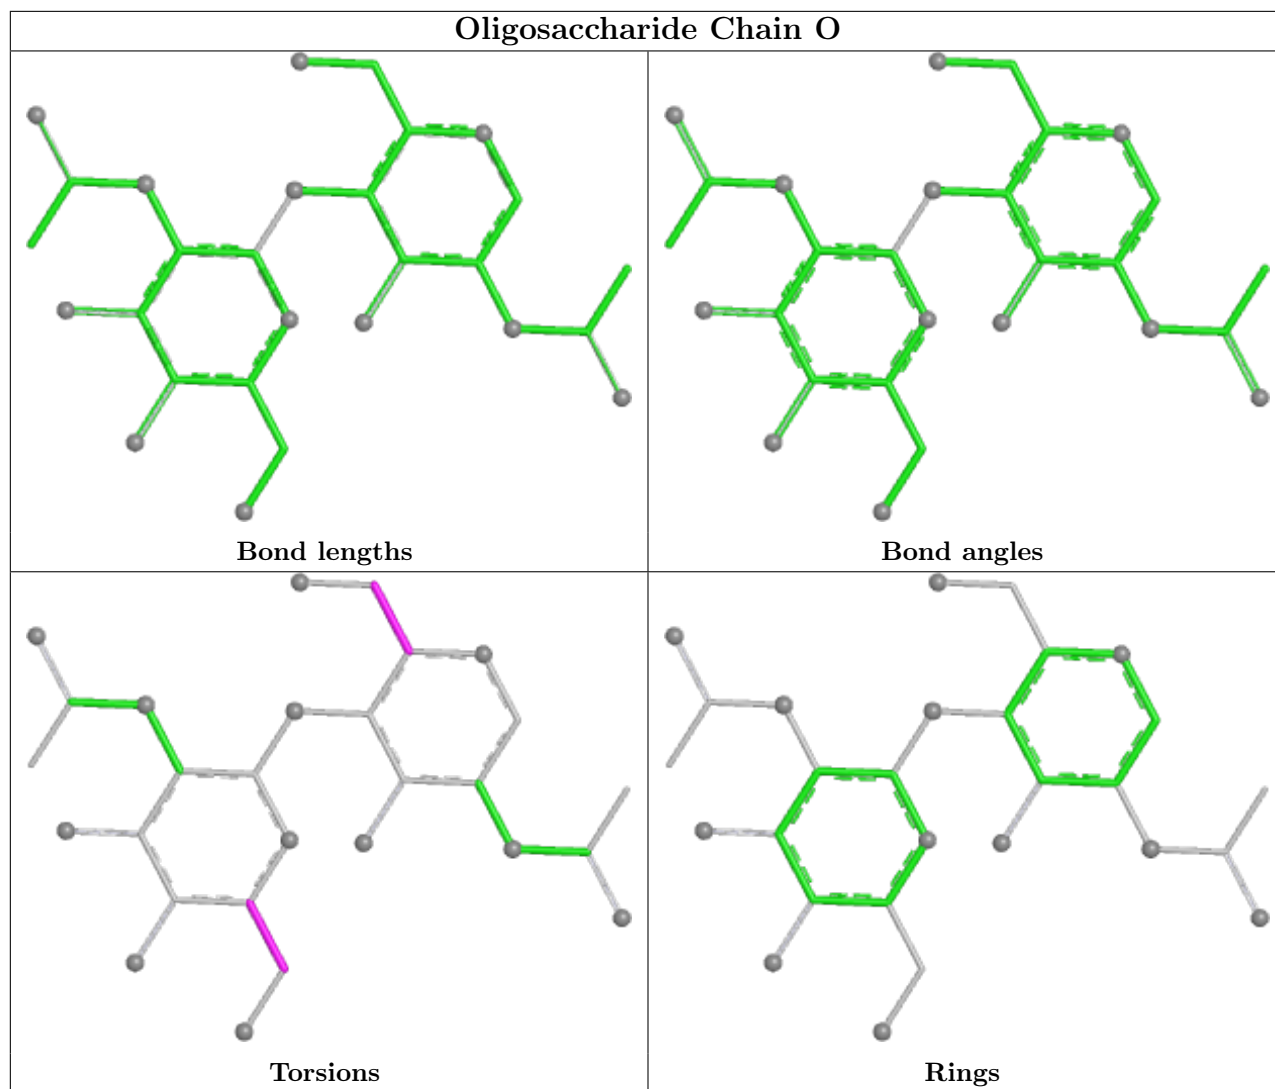 Oligosaccharide Chain O
Bond lengths
Bond angles
Torsions
Rings